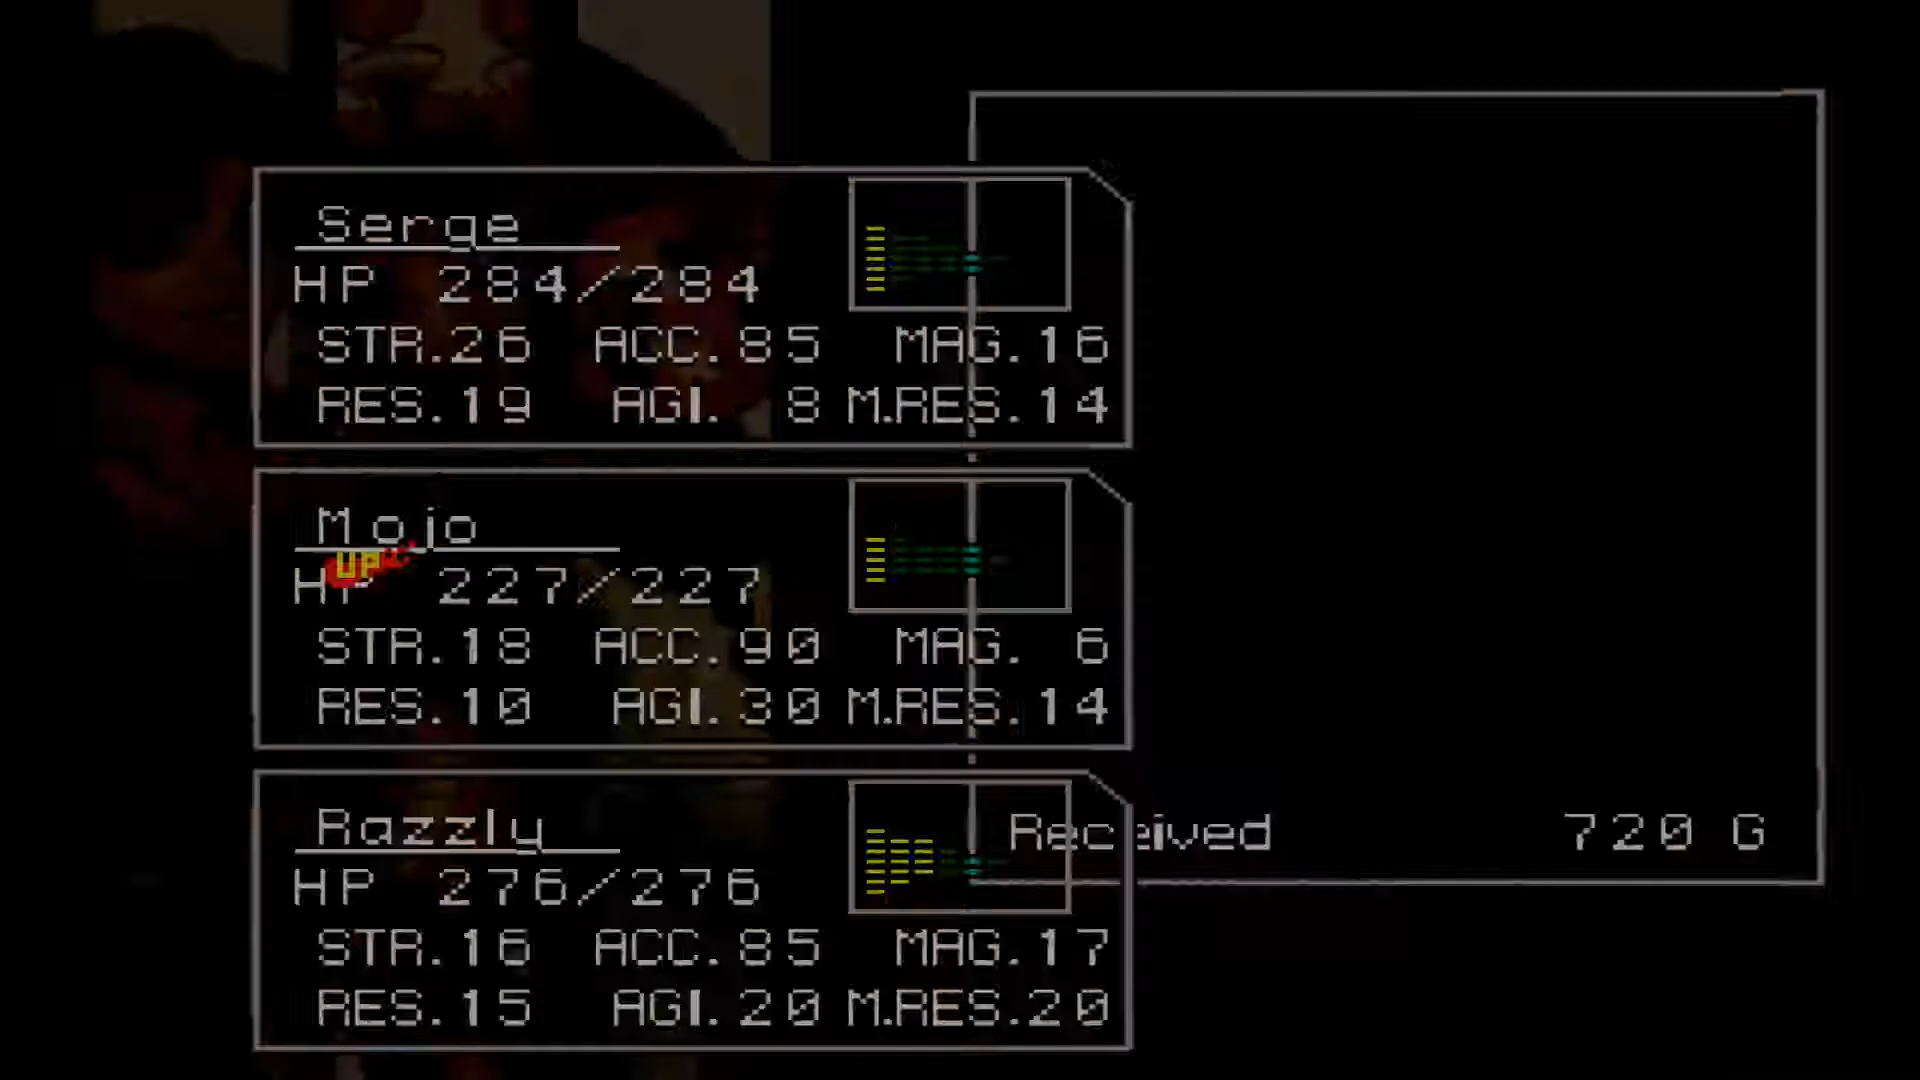 Serge
HP 284/284
STR.26 ACC.85 MAG.16
RES.19 AGI. 8 M.RES.14
Mojo
UP
HP 227/227
STR.18 ACC.90 MAG. 6
RES.10 AGI.30 M.RES.14
Razzly
Received 720 G
HP 276/276
STR.16 ACC.85 MAG.17
RES.15 AGI.20 M.RES.20